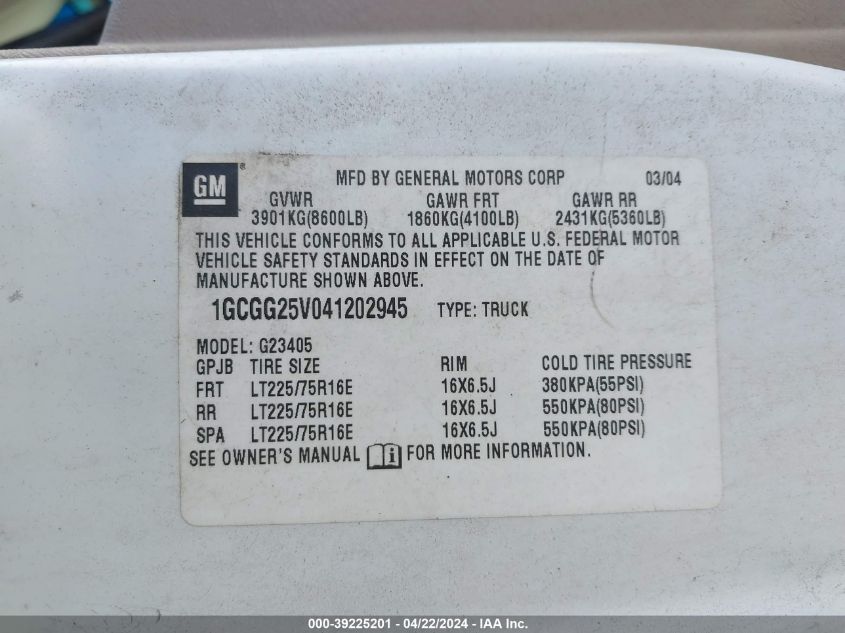 GM ®
MFD BY GENERAL MOTORS CORP 03/04
GVWR GAWR FRT GAWR RR
3901KG(8600LB) 1860KG(4100LB) 2431KG(5360LB)
THIS VEHICLE CONFORMS TO ALL APPLICABLE U.S. FEDERAL MOTOR
VEHICLE SAFETY STANDARDS IN EFFECT ON THE DATE OF
MANUFACTURE SHOWN ABOVE.
1GCGG25V041202945 TYPE: TRUCK
MODEL: G23405
GPJB TIRE SIZE RIM COLD TIRE PRESSURE
FRT LT225/75R16E 16X6.5J 380KPA(55PSI)
RR LT225/75R16E 16X6.5J 550KPA(80PSI)
SPA LT225/75R16E 16X6.5J 550KPA(80PSI)
SEE OWNER'S MANUAL i FOR MORE INFORMATION.
000-39225201 - 04/22/2024 - IAA Inc.